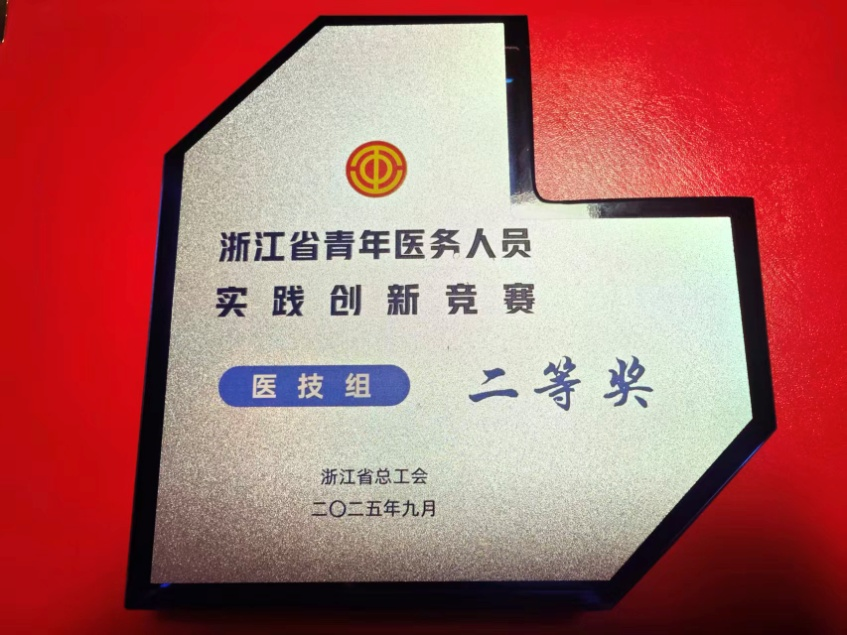 浙江省青年医务人员
实践创新竞赛
医技组
二等奖
浙江省总工会
二〇二五年九月